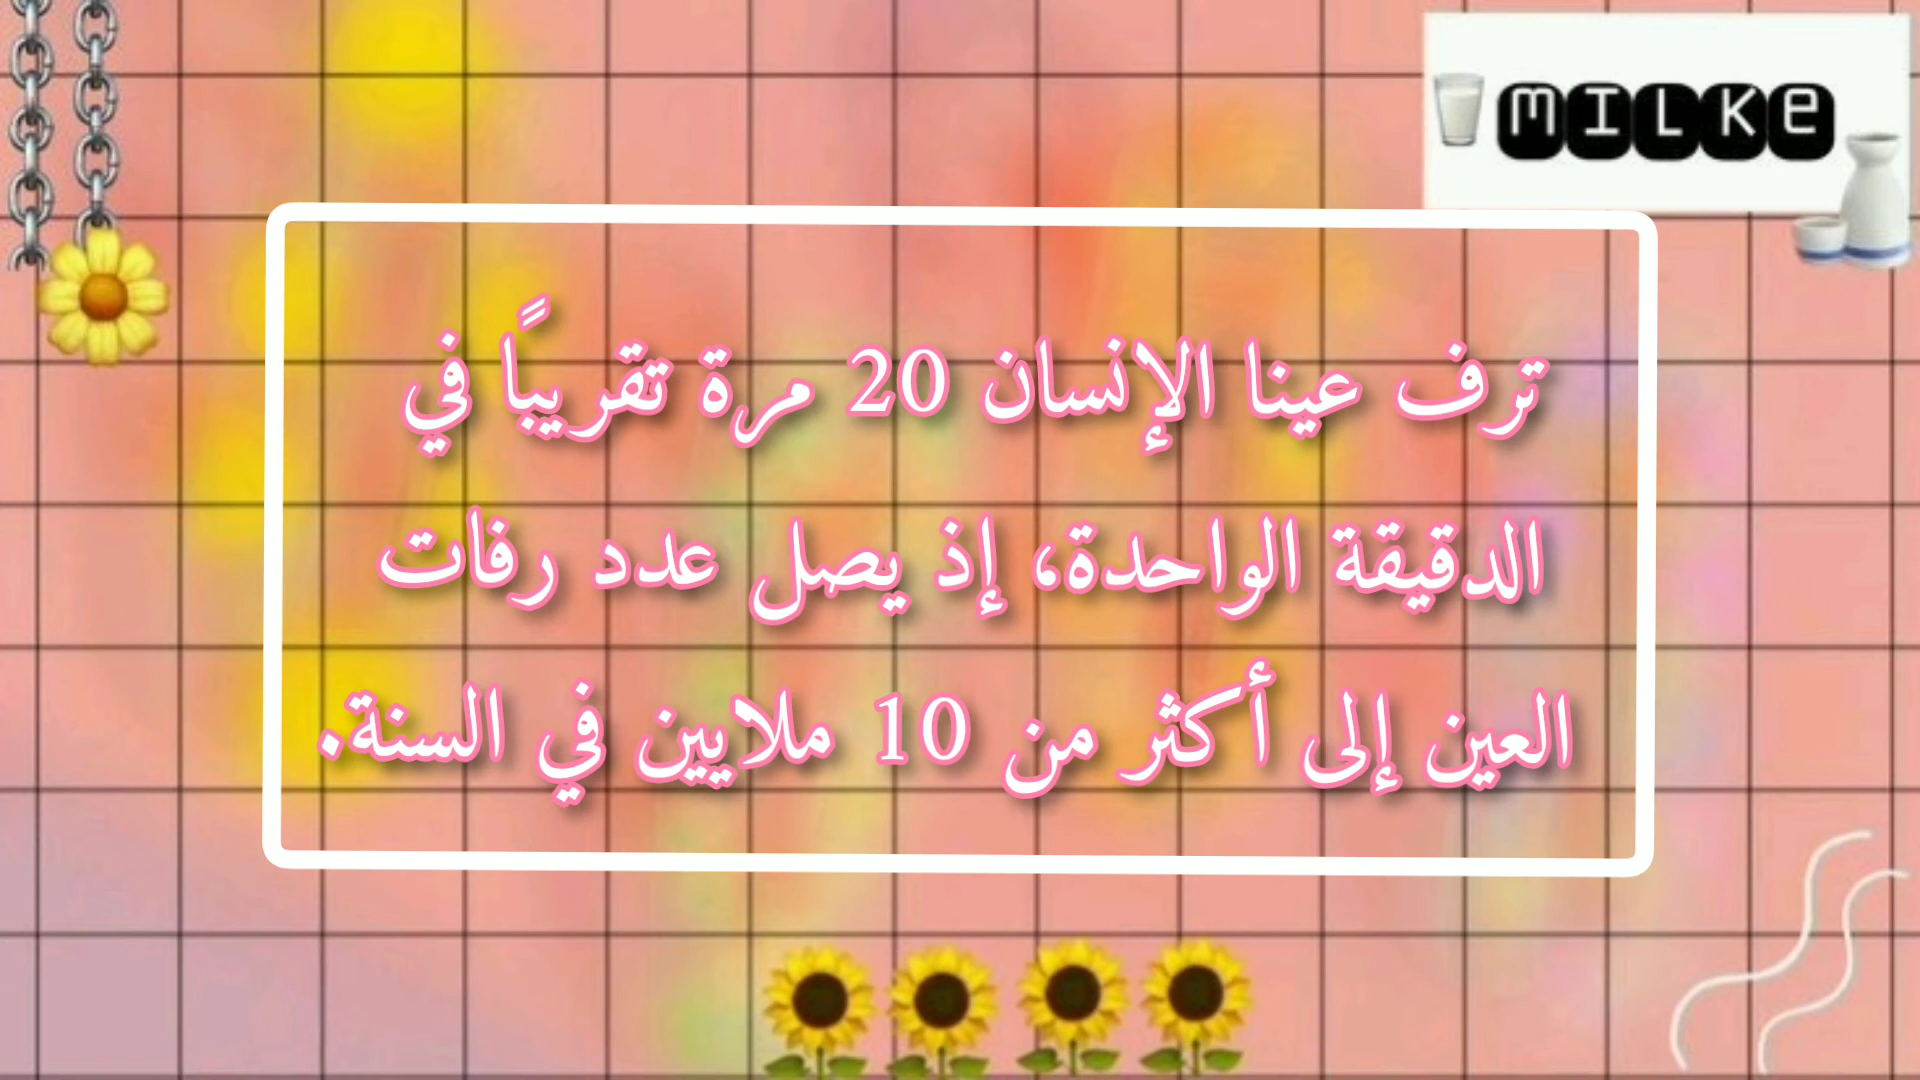 MILKe
ترف عينا الإنسان 20 مرة تقريبًا في
الدقيقة الواحدة، إذ يصل عدد رفات
العين إلى أكثر من 10 ملايين في السنة.